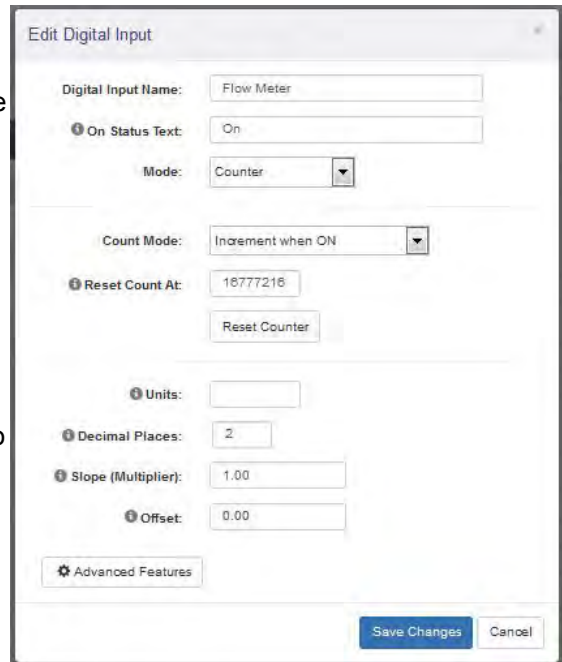 Edit Digital Input ×
Digital Input Name: Flow Meter
On Status Text: On
Mode: Counter
Count Mode: Increment when ON
Reset Count At: 16777216
Reset Counter
Units:
Decimal Places: 2
Slope (Multiplier): 1.00
Offset: 0.00
Advanced Features
Save Changes Cancel